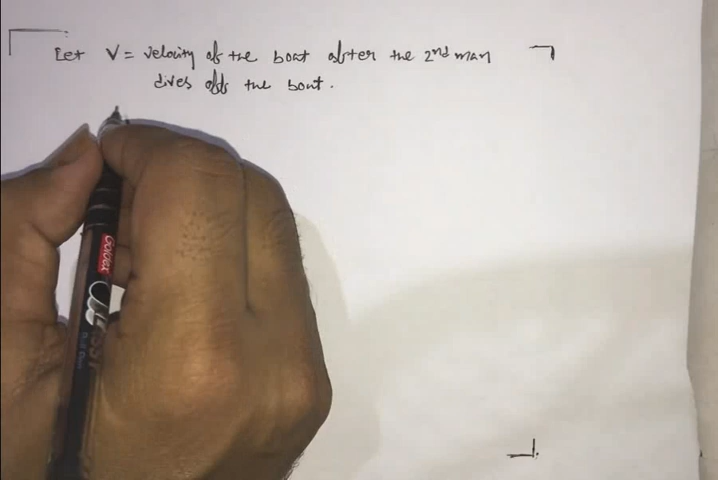 Let V = velocity of the boat after the 2nd man
dives off the boat.